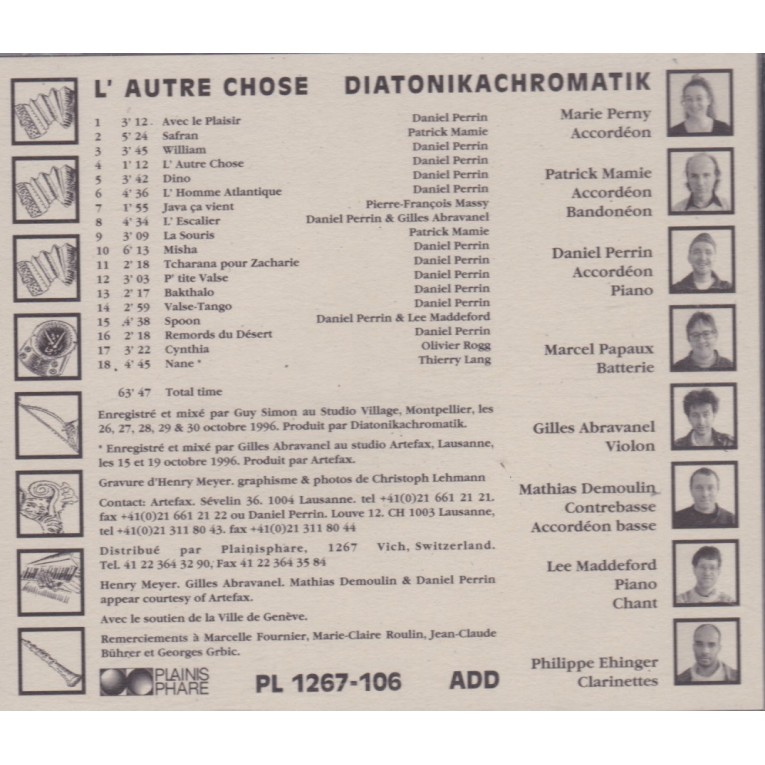 L' AUTRE CHOSE DIATONIKACHROMATIK
1 3' 12 Avec le Plaisir Daniel Perrin
2 5' 24 Safran Patrick Mamie
3 3' 45 William Daniel Perrin
4 1' 12 L' Autre Chose Daniel Perrin
5 3' 42 Dino Daniel Perrin
6 4' 36 L' Homme Atlantique Daniel Perrin
7 1' 55 Java ça vient Pierre-François Massy
8 4' 34 L' Escalier Daniel Perrin & Gilles Abravanel
9 3' 09 La Souris Patrick Mamie
10 6' 13 Misha Daniel Perrin
11 2' 18 Tcharana pour Zacharie Daniel Perrin
12 3' 03 P' tite Valse Daniel Perrin
13 2' 17 Bakthalo Daniel Perrin
14 2' 59 Valse-Tango Daniel Perrin
15 4' 38 Spoon Daniel Perrin & Lee Maddeford
16 2' 18 Remords du Désert Daniel Perrin
17 3' 22 Cynthia Olivier Rogg
18 4' 45 Nane * Thierry Lang
63' 47 Total time
Enregistré et mixé par Guy Simon au Studio Village, Montpellier, les
26, 27, 28, 29 & 30 octobre 1996. Produit par Diatonikachromatik.
* Enregistré et mixé par Gilles Abravanel au studio Artefax, Lausanne,
les 15 et 19 octobre 1996. Produit par Artefax.
Gravure d'Henry Meyer. graphisme & photos de Christoph Lehmann
Contact: Artefax. Sévelin 36. 1004 Lausanne. tel +41(0)21 661 21 21.
fax +41(0)21 661 21 22 ou Daniel Perrin. Louve 12. CH 1003 Lausanne,
tel +41(0)21 311 80 43. fax +41(0)21 311 80 44
Distribué par Plainisphare, 1267 Vich, Switzerland.
Tel. 41 22 364 32 90, Fax 41 22 364 35 84
Henry Meyer. Gilles Abravanel. Mathias Demoulin & Daniel Perrin
appear courtesy of Artefax.
Avec le soutien de la Ville de Genève.
Remerciements à Marcelle Fournier, Marie-Claire Roulin, Jean-Claude
Bührer et Georges Grbic.
PLAINIS
PHARE
PL 1267-106 ADD
Marie Perny
Accordéon
Patrick Mamie
Accordéon
Bandonéon
Daniel Perrin
Accordéon
Piano
Marcel Papaux
Batterie
Gilles Abravanel
Violon
Mathias Demoulin
Contrebasse
Accordéon basse
Lee Maddeford
Piano
Chant
Philippe Ehinger
Clarinettes